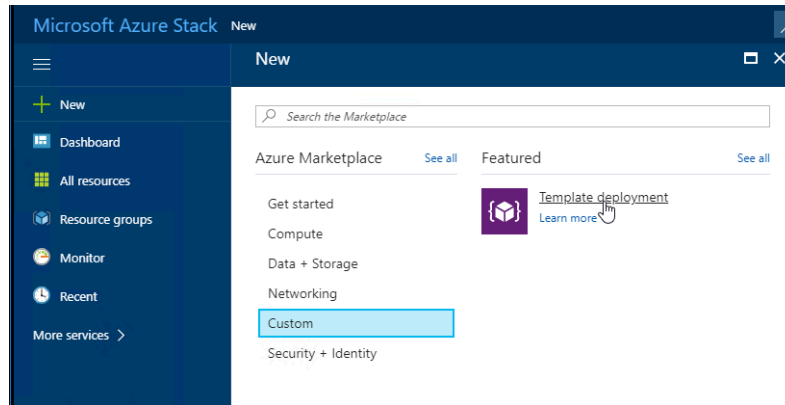 Microsoft Azure Stack New
New
New
Search the Marketplace
Dashboard
Azure Marketplace See all Featured See all
All resources
Template deployment
Get started
Learn more
Resource groups
Compute
Monitor
Data + Storage
Recent
Networking
Custom
More services
Security + Identity